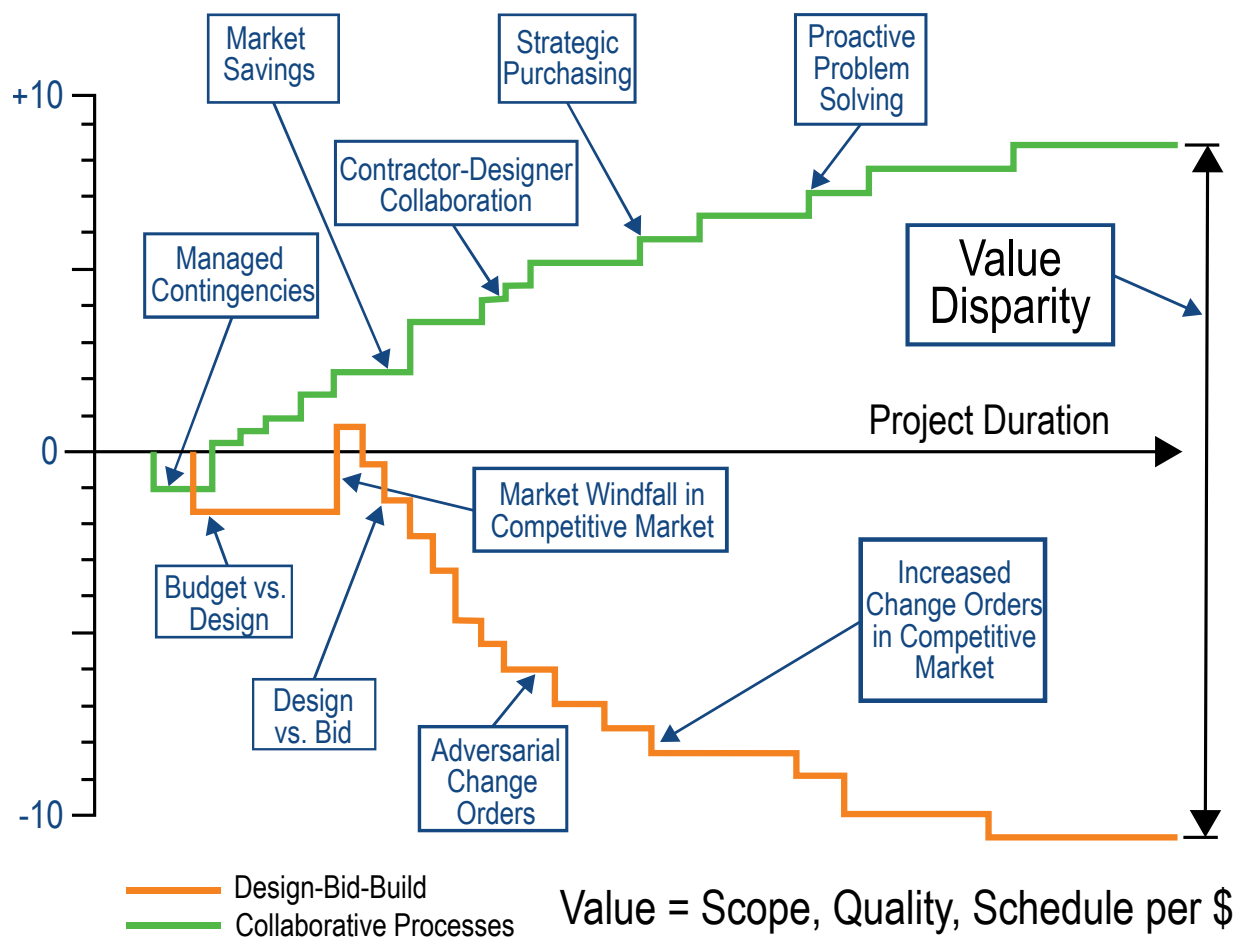 Market
Savings
Strategic
Purchasing
Proactive
Problem
Solving
+10
Contractor-Designer
Collaboration
Managed
Contingencies
Value
Disparity
Project Duration
0
Market Windfall in
Competitive Market
Budget vs.
Design
Increased
Change Orders
in Competitive
Market
Design
vs. Bid
Adversarial
Change
Orders
-10
Design-Bid-Build
Collaborative Processes
Value = Scope, Quality, Schedule per $